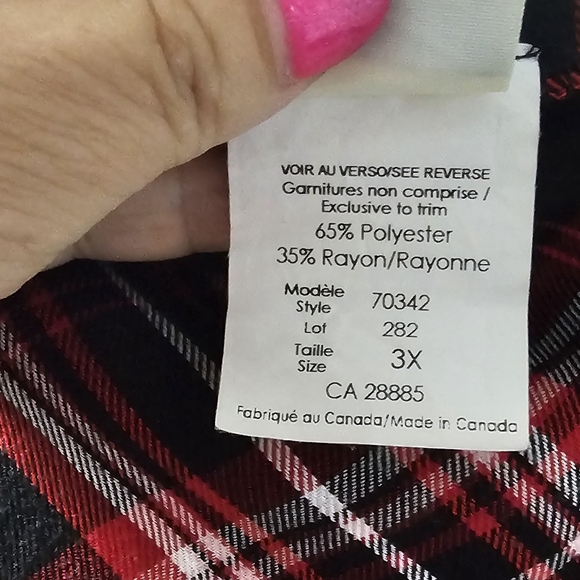 VOIR AU VERSO/SEE REVERSE
Garnitures non comprise /
Exclusive to trim
65% Polyester
35% Rayon/Rayonne
Modèle
Style 70342
Lot 282
Taille
Size 3X
CA 28885
Fabriqué au Canada/Made in Canada